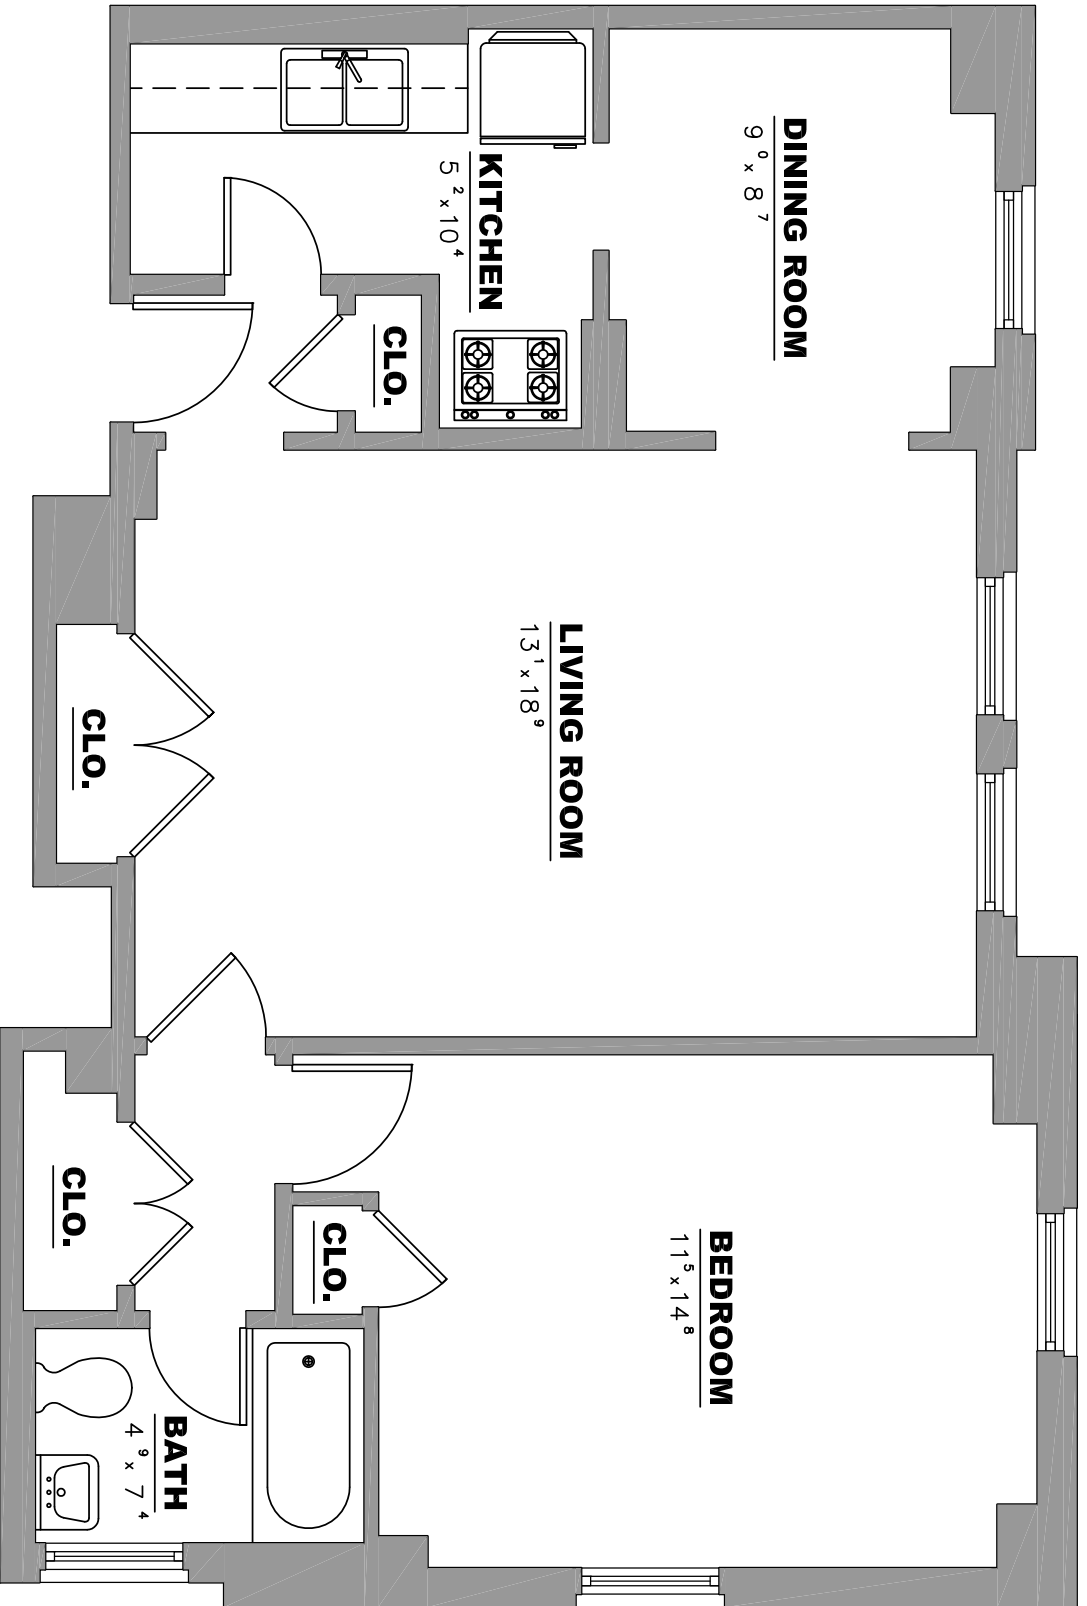 DINING ROOM
9⁰ x 8⁷
KITCHEN
5² x 10⁴
CLO.
LIVING ROOM
13¹ x 18⁹
CLO.
BEDROOM
11⁵ x 14⁸
CLO.
CLO.
BATH
4⁹ x 7⁴